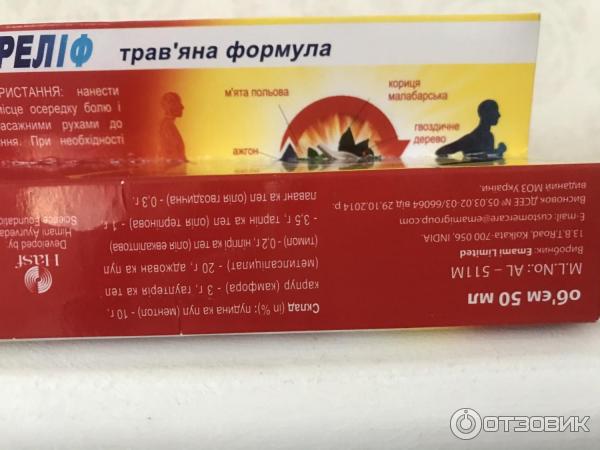 РЕЛІФ трав'яна формула
РИСТАННЯ: нанести
місце осередку болю і
масажними рухами до
ння. При необхідності
м'ята польова
кориця
малабарська
гвоздичне
дерево
ажгон
об'єм 50 мл
M.L.No.: AL – 511M
Виробник: Emami Limited
13.B.T.Road, Kolkata-700 056, INDIA.
E-mail: customercare@emamigroup.com
Висновок ДСЕЕ № 05.03.02-03/66064 від 29.10.2014 р.
виданий МОЗ України.
Склад (in %): пудина ка пул (ментол) - 10 г,
карпур (камфора) - 3 г, гаултерія ка тел
(метилсаліцилат) - 20 г, аджован ка пул
(тимол) - 0,2 г, нілгірі ка тел (олія евкаліптова)
- 3,5 г, тарпін ка тел (олія терпінова) - 1 г,
лаванг ка тел (олія гвоздична) - 0,3 г.
Hasf
Developed by
Himani Ayurveda
Science Foundation
ОТЗОВИК